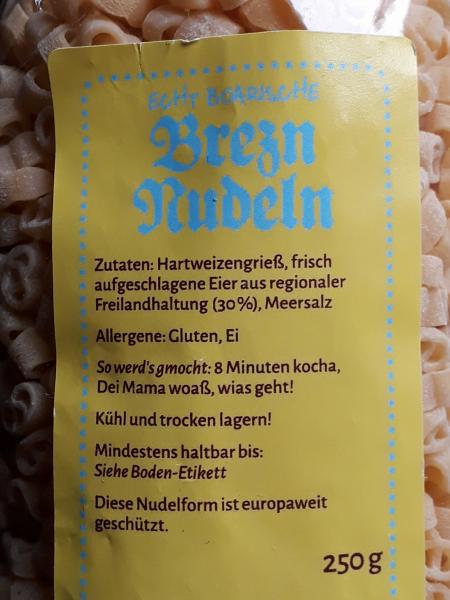 ECHT BOARISCHE
Brezn
Nudeln
Zutaten: Hartweizengrieß, frisch
aufgeschlagene Eier aus regionaler
Freilandhaltung (30%), Meersalz
Allergene: Gluten, Ei
So werd's gmocht: 8 Minuten kocha,
Dei Mama woaß, wias geht!
Kühl und trocken lagern!
Mindestens haltbar bis:
Siehe Boden-Etikett
Diese Nudelform ist europaweit
geschützt.
250 g